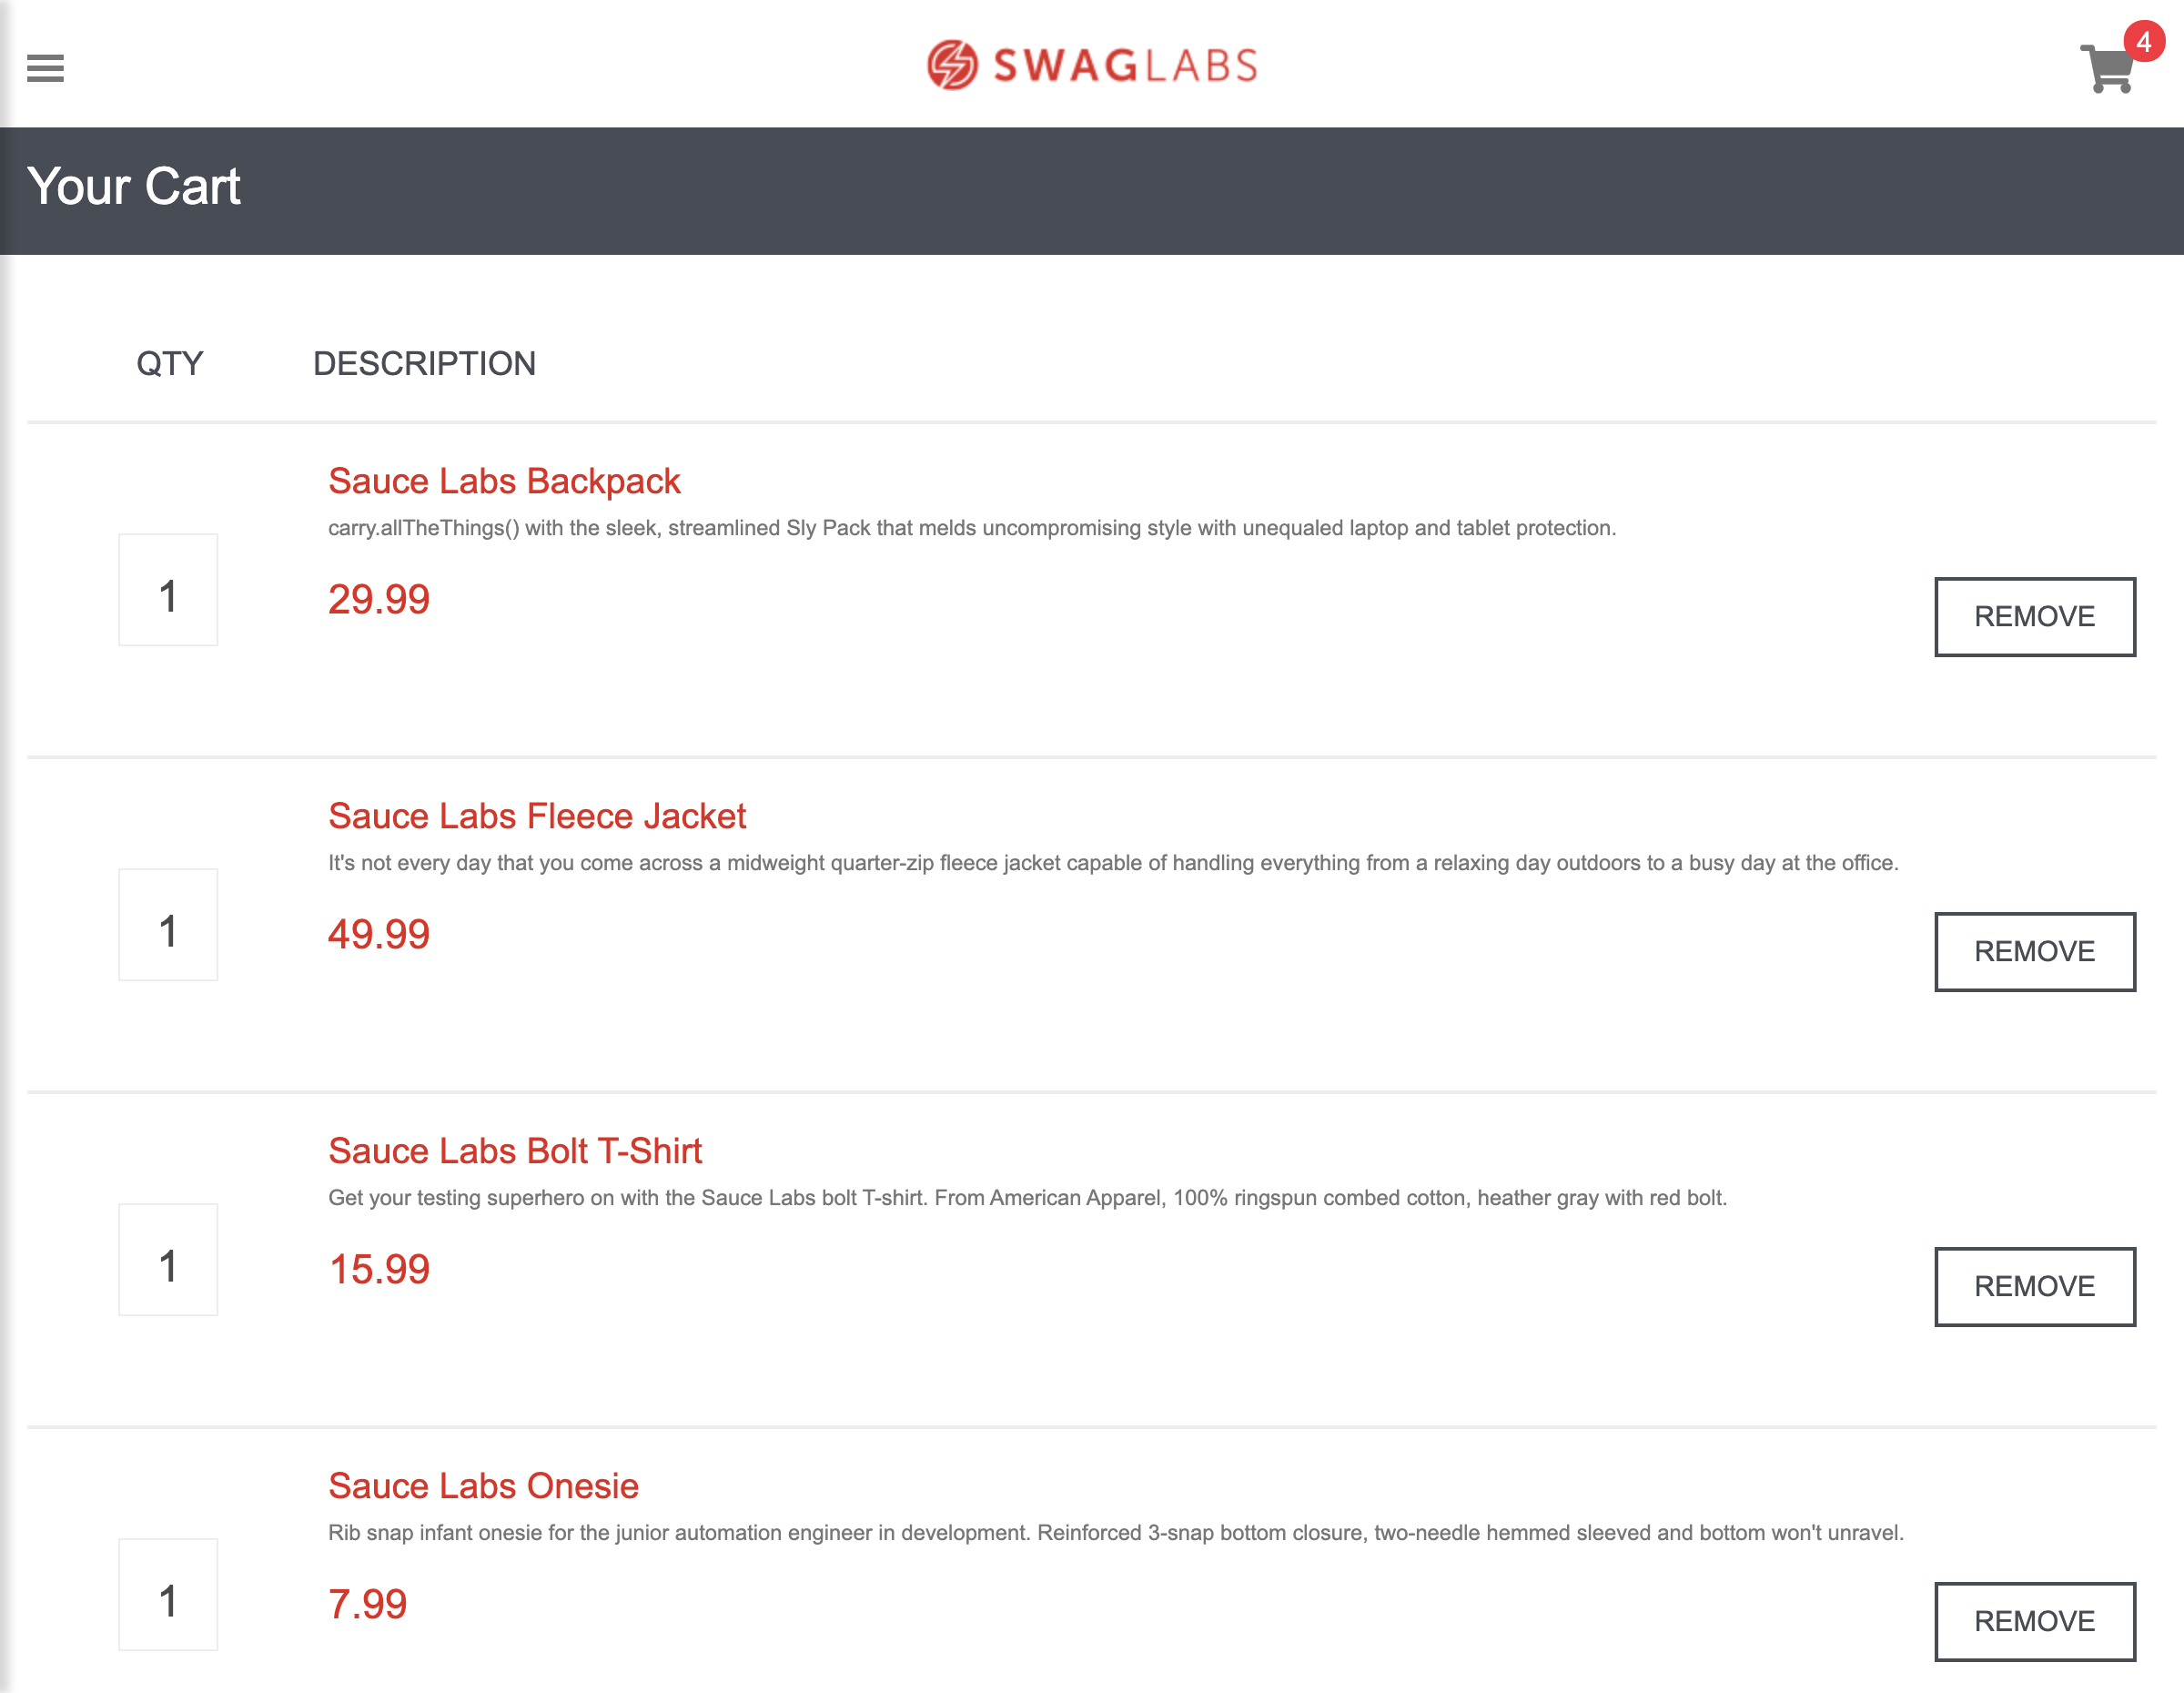 SWAGLABS
4
Your Cart
QTY DESCRIPTION
Sauce Labs Backpack
carry.allTheThings() with the sleek, streamlined Sly Pack that melds uncompromising style with unequaled laptop and tablet protection.
1
29.99
REMOVE
Sauce Labs Fleece Jacket
It's not every day that you come across a midweight quarter-zip fleece jacket capable of handling everything from a relaxing day outdoors to a busy day at the office.
1
49.99
REMOVE
Sauce Labs Bolt T-Shirt
Get your testing superhero on with the Sauce Labs bolt T-shirt. From American Apparel, 100% ringspun combed cotton, heather gray with red bolt.
1
15.99
REMOVE
Sauce Labs Onesie
Rib snap infant onesie for the junior automation engineer in development. Reinforced 3-snap bottom closure, two-needle hemmed sleeved and bottom won't unravel.
1
7.99
REMOVE